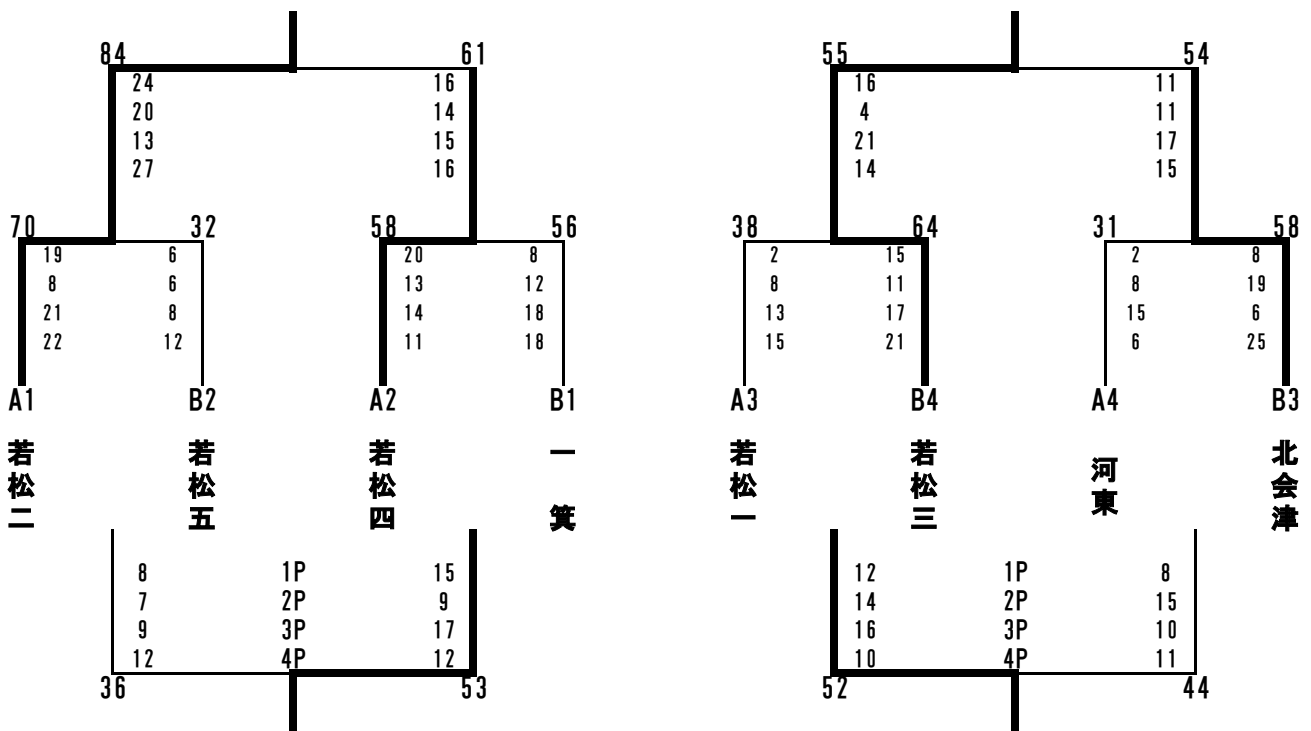 84 61 55 54
24 16 16 11
20 14 4 11
13 15 21 17
27 16 14 15
70 32 58 56 38 64 31 58
19 6 20 8 2 15 2 8
8 6 13 12 8 11 8 19
21 8 14 18 13 17 15 6
22 12 11 18 15 21 6 25
A1 B2 A2 B1 A3 B4 A4 B3
若松二 若松五 若松四 一箕 若松一 若松三 河東 北会津
8 1P 15 12 1P 8
7 2P 9 14 2P 15
9 3P 17 16 3P 10
12 4P 12 10 4P 11
36 53 52 44